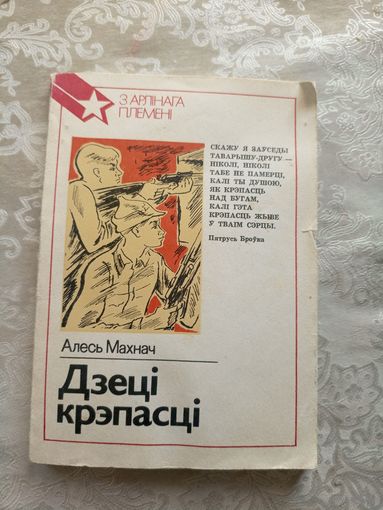 З АРЛІНАГА
ПЛЕМЕНІ
СКАЖУ Я ЗАЎСЕДЫ
ТАВАРЫШУ-ДРУГУ —
НІКОЛІ, НІКОЛІ
ТАБЕ НЕ ПАМЕРЦІ,
КАЛІ ТЫ ДУШОЮ,
ЯК КРЭПАСЦЬ
НАД БУГАМ,
КАЛІ ГЭТА
КРЭПАСЦЬ ЖЫВЕ
Ў ТВАІМ СЭРЦЫ.
Пятрусь Броўка
Алесь Махнач
Дзеці
крэпасці